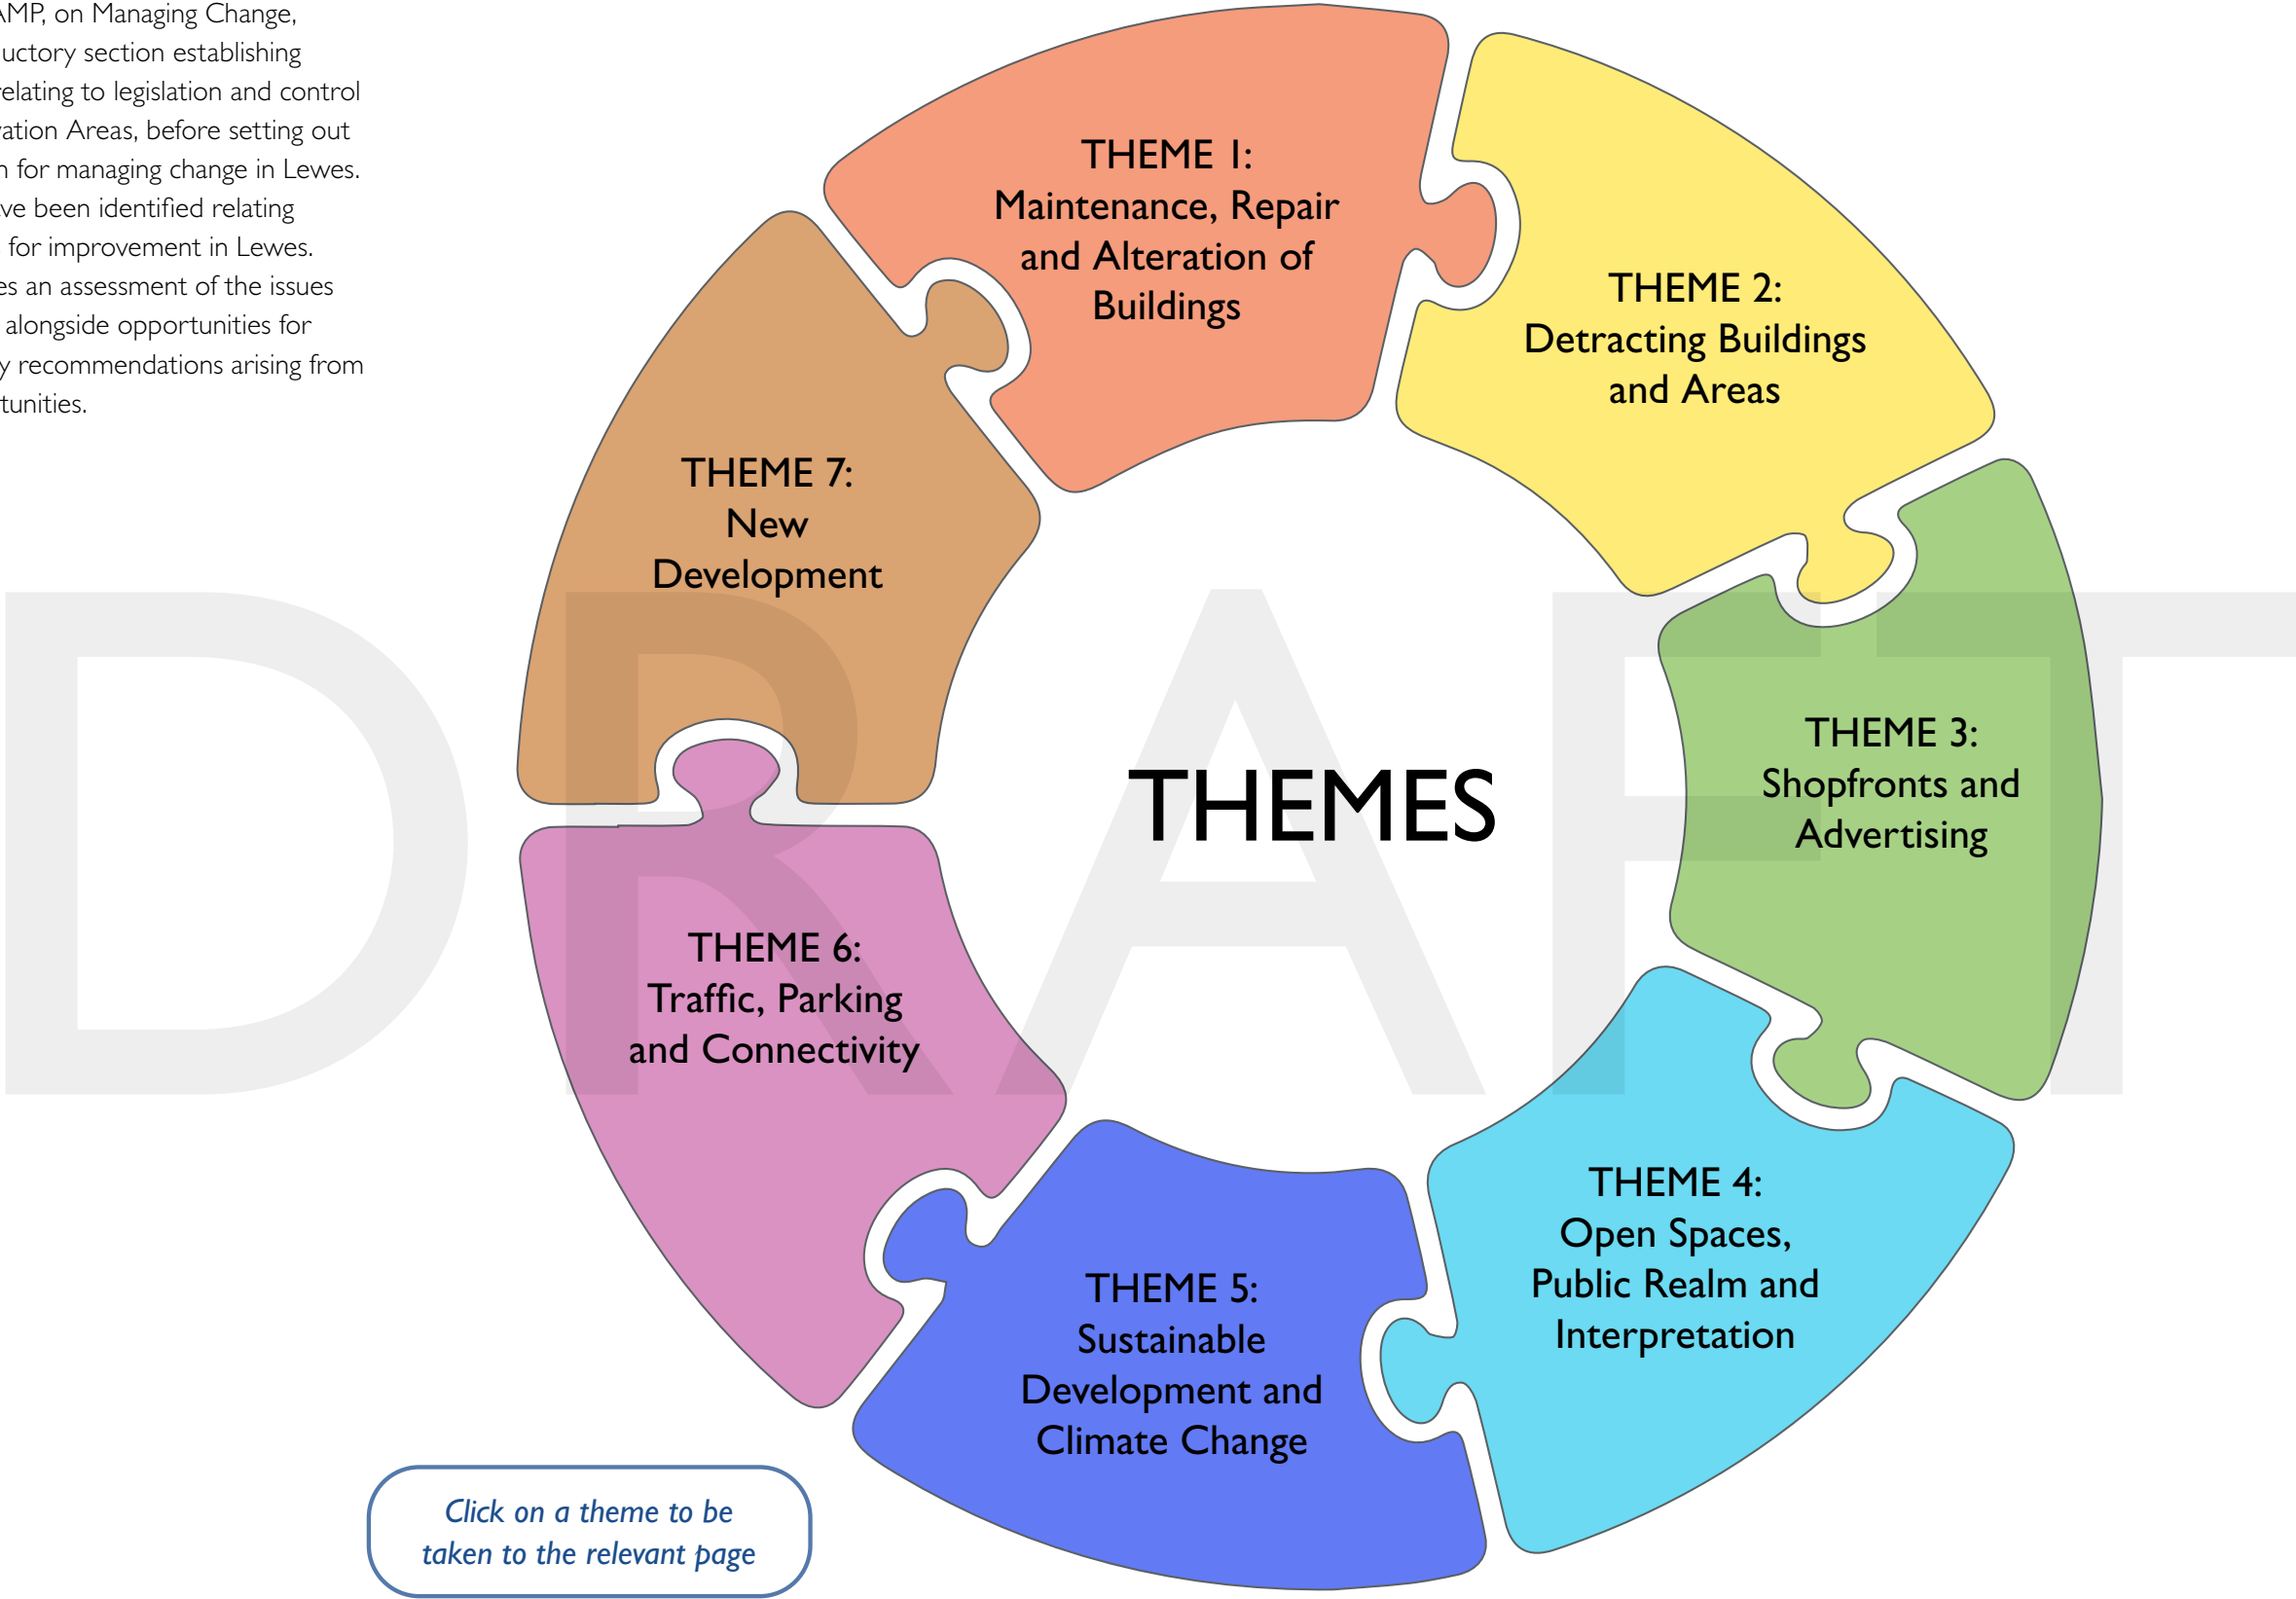 AMP, on Managing Change,
uctory section establishing
relating to legislation and control
vation Areas, before setting out
n for managing change in Lewes.
ve been identified relating
s for improvement in Lewes.
es an assessment of the issues
alongside opportunities for
y recommendations arising from
tunities.
THEME 1:
Maintenance, Repair
and Alteration of
Buildings
THEME 2:
Detracting Buildings
and Areas
THEME 3:
Shopfronts and
Advertising
THEME 4:
Open Spaces,
Public Realm and
Interpretation
THEME 5:
Sustainable
Development and
Climate Change
THEME 6:
Traffic, Parking
and Connectivity
THEME 7:
New
Development
THEMES
DRAFT
Click on a theme to be
taken to the relevant page